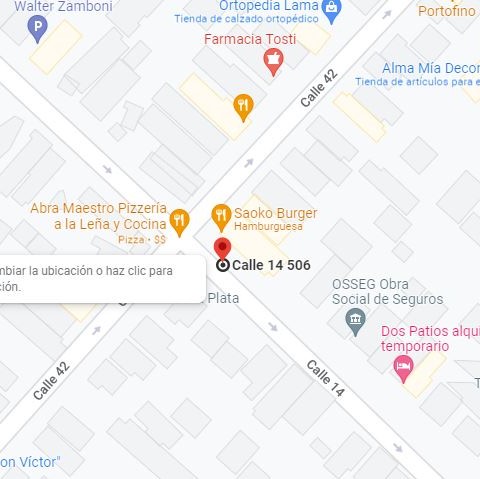 Walter Zamboni
Ortopedia Lama
Tienda de calzado ortopédico
Portofino
Farmacia Tosti
Alma Mía Decor
Tienda de artículos para e
Calle 42
Abra Maestro Pizzería
a la Leña y Cocina
Pizza • $$
Saoko Burger
Hamburguesa
Calle 14 506
mbiar la ubicación o haz clic para
ción.
Plata
OSSEG Obra
Social de Seguros
Dos Patios alqui
temporario
Calle 42
Calle 14
on Víctor"